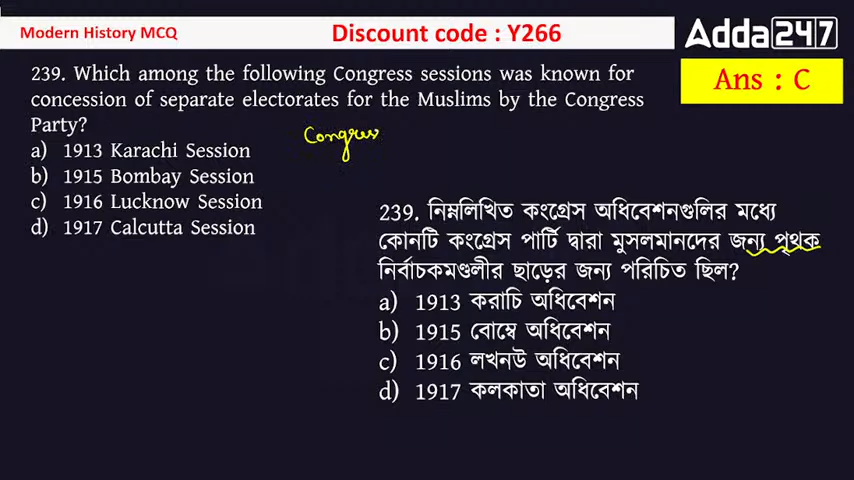 Modern History MCQ
Discount code : Y266
Adda247
Ans : C
239. Which among the following Congress sessions was known for
concession of separate electorates for the Muslims by the Congress
Party?
a) 1913 Karachi Session
b) 1915 Bombay Session
c) 1916 Lucknow Session
d) 1917 Calcutta Session
Congress
239. নিম্নলিখিত কংগ্রেস অধিবেশনগুলির মধ্যে
কোনটি কংগ্রেস পার্টি দ্বারা মুসলমানদের জন্য পৃথক
নির্বাচকমণ্ডলীর ছাড়ের জন্য পরিচিত ছিল?
a) 1913 করাচি অধিবেশন
b) 1915 বোম্বে অধিবেশন
c) 1916 লখনউ অধিবেশন
d) 1917 কলকাতা অধিবেশন